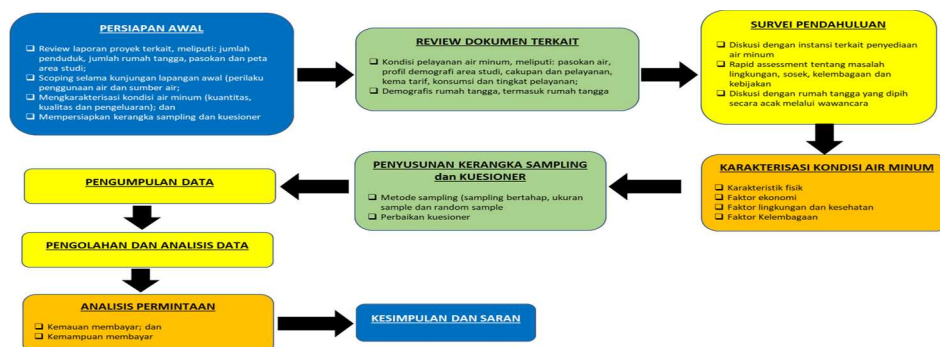 PERSIAPAN AWAL
❑ Review laporan proyek terkait, meliputi: jumlah
penduduk, jumlah rumah tangga, pasokan dan peta
area studi;
❑ Scoping selama kunjungan lapangan awal (perilaku
penggunaan air dan sumber air;
❑ Mengkarakterisasi kondisi air minum (kuantitas,
kualitas dan pengeluaran); dan
❑ Mempersiapkan kerangka sampling dan kuesioner
REVIEW DOKUMEN TERKAIT
❑ Kondisi pelayanan air minum, meliputi: pasokan air,
profil demografi area studi, cakupan dan pelayanan,
kema tarif, konsumsi dan tingkat pelayanan;
❑ Demografis rumah tangga, termasuk rumah tangga
SURVEI PENDAHULUAN
❑ Diskusi dengan instansi terkait penyediaan
air minum
❑ Rapid assessment tentang masalah
lingkungan, sosek, kelembagaan dan
kebijakan
❑ Diskusi dengan rumah tangga yang dipih
secara acak melalui wawancara
KARAKTERISASI KONDISI AIR MINUM
❑ Karakteristik fisik
❑ Faktor ekonomi
❑ Faktor lingkungan dan kesehatan
❑ Faktor Kelembagaan
PENYUSUNAN KERANGKA SAMPLING
dan KUESIONER
❑ Metode sampling (sampling bertahap, ukuran
sample dan random sample
❑ Perbaikan kuesioner
PENGUMPULAN DATA
PENGOLAHAN DAN ANALISIS DATA
ANALISIS PERMINTAAN
❑ Kemauan membayar; dan
❑ Kemampuan membayar
KESIMPULAN DAN SARAN